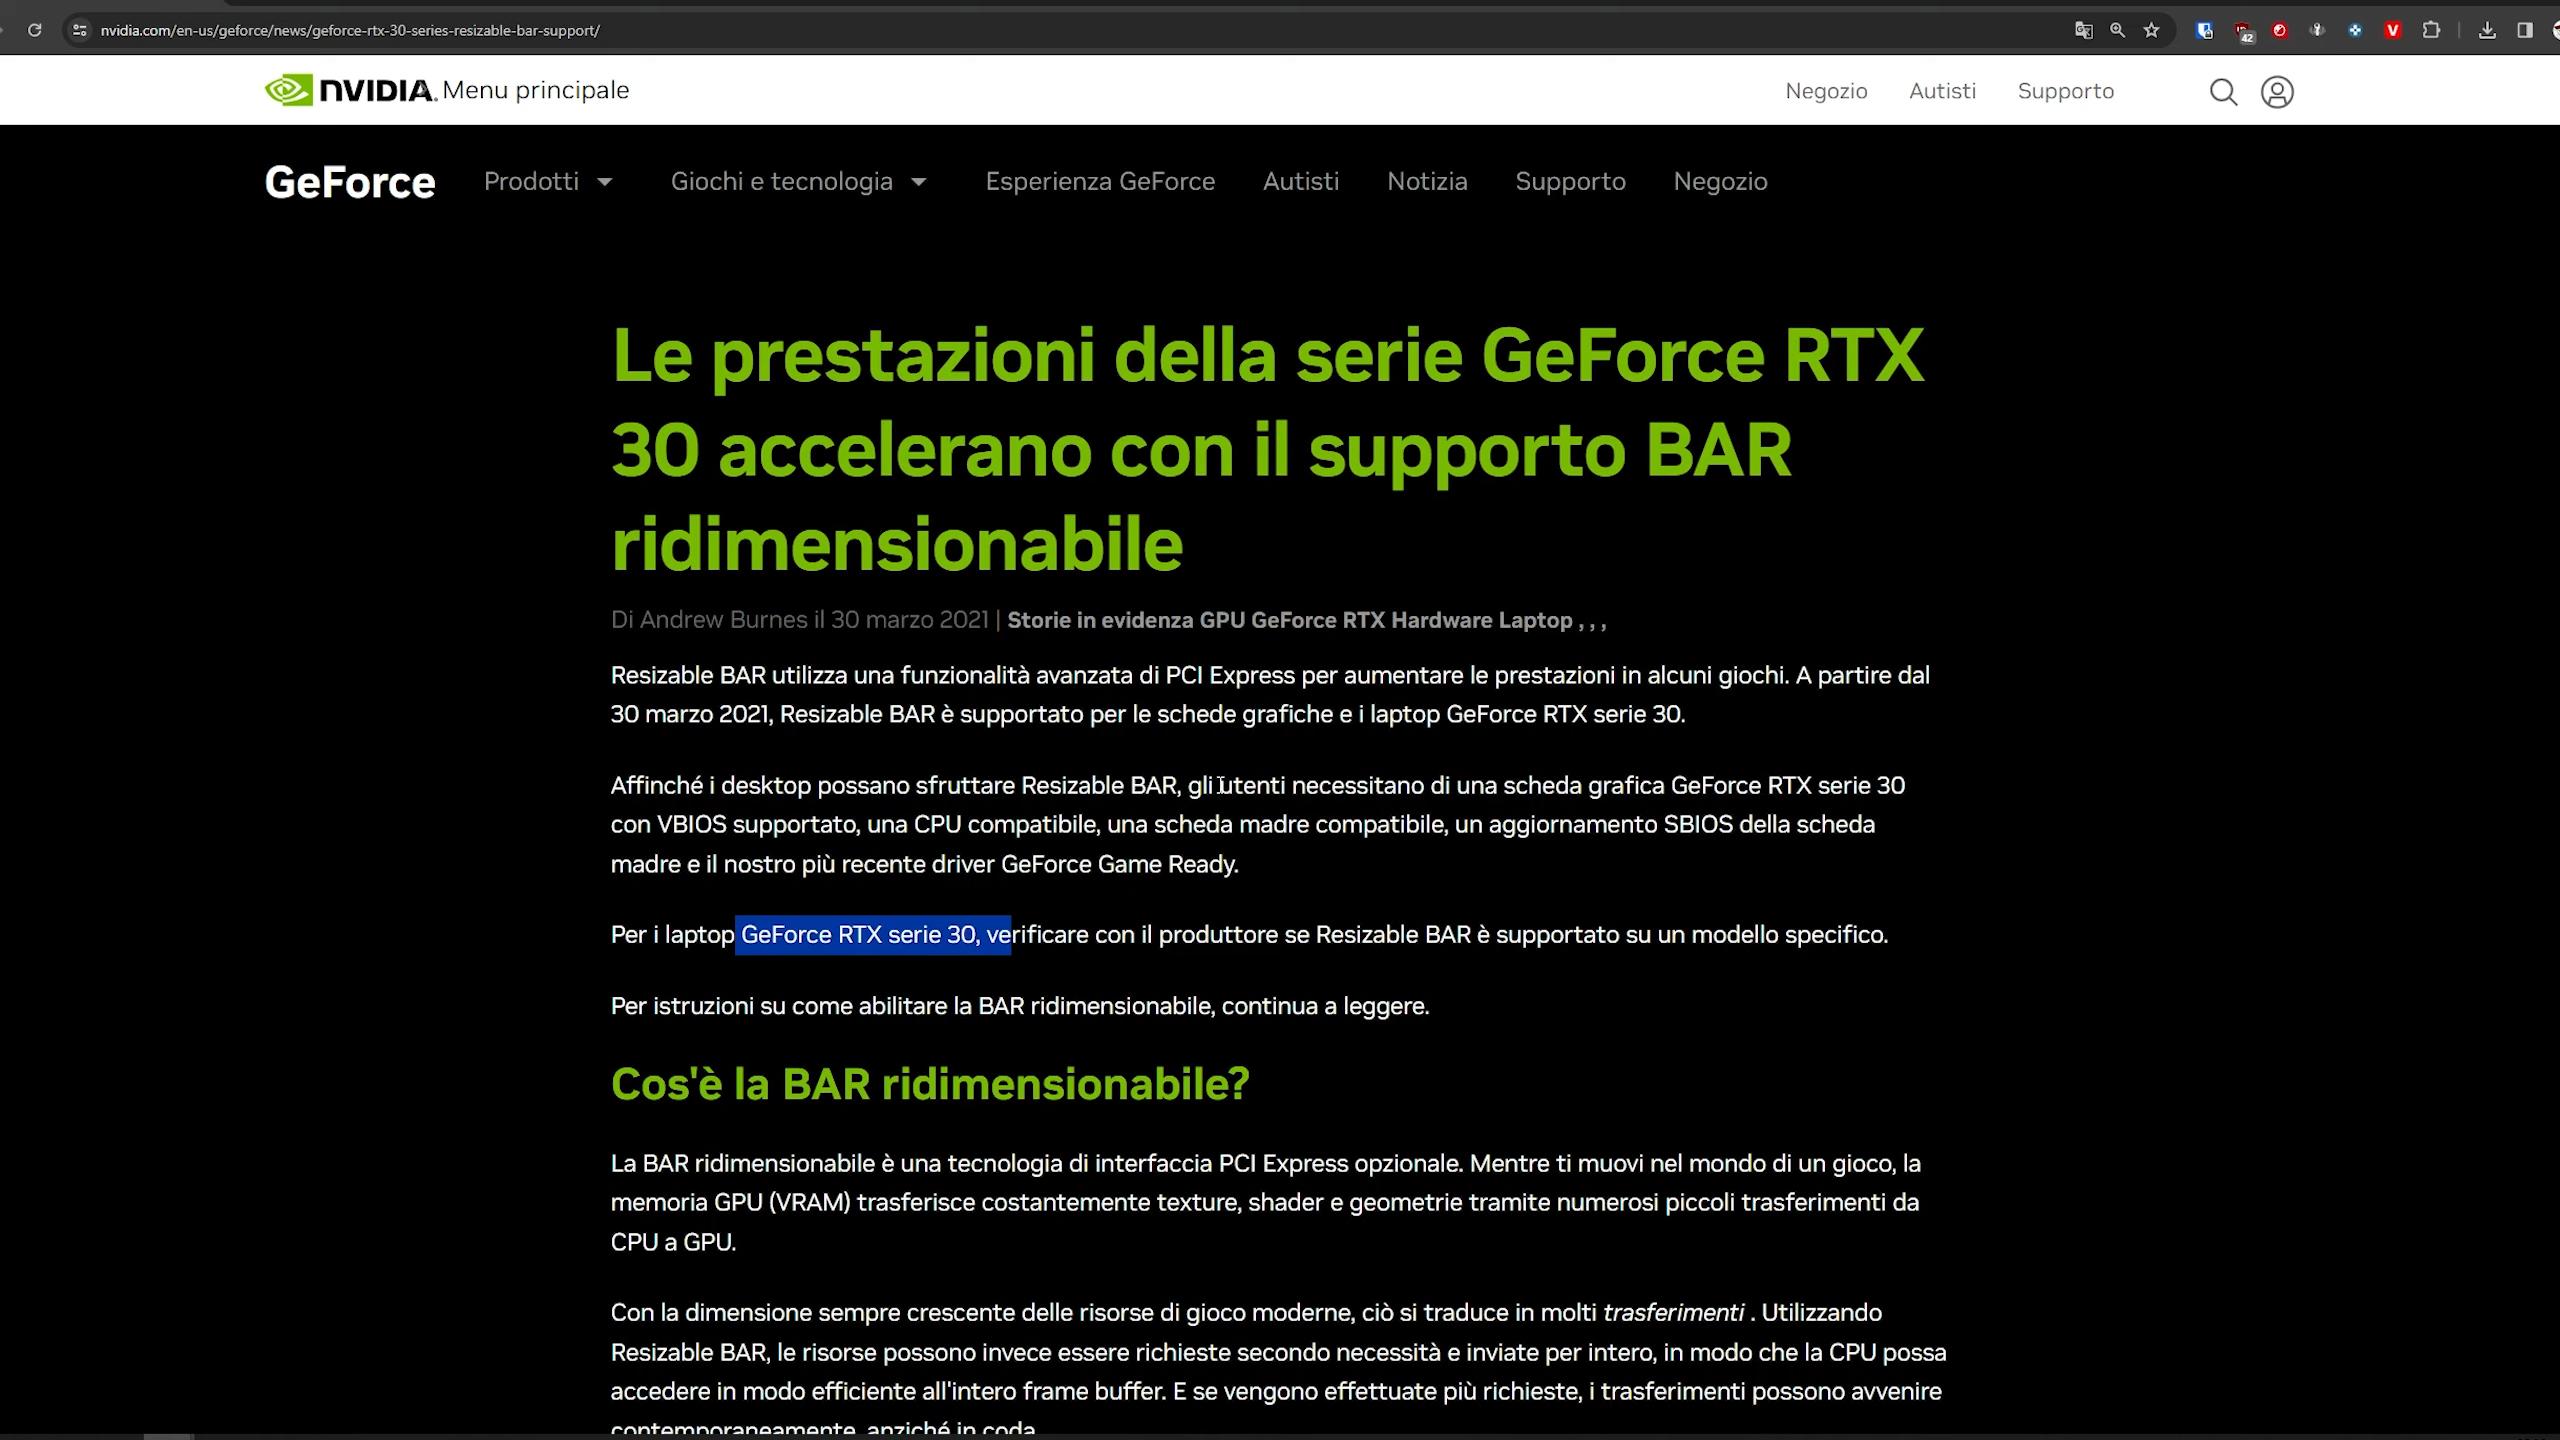 nvidia.com/en-us/geforce/news/geforce-rtx-30-series-resizable-bar-support/
42
V
NVIDIA. Menu principale
Negozio Autisti Supporto
GeForce Prodotti Giochi e tecnologia Esperienza GeForce Autisti Notizia Supporto Negozio
Le prestazioni della serie GeForce RTX
30 accelerano con il supporto BAR
ridimensionabile
Di Andrew Burnes il 30 marzo 2021 | Storie in evidenza GPU GeForce RTX Hardware Laptop , , ,
Resizable BAR utilizza una funzionalità avanzata di PCI Express per aumentare le prestazioni in alcuni giochi. A partire dal
30 marzo 2021, Resizable BAR è supportato per le schede grafiche e i laptop GeForce RTX serie 30.
Affinché i desktop possano sfruttare Resizable BAR, gli utenti necessitano di una scheda grafica GeForce RTX serie 30
con VBIOS supportato, una CPU compatibile, una scheda madre compatibile, un aggiornamento SBIOS della scheda
madre e il nostro più recente driver GeForce Game Ready.
Per i laptop GeForce RTX serie 30, verificare con il produttore se Resizable BAR è supportato su un modello specifico.
Per istruzioni su come abilitare la BAR ridimensionabile, continua a leggere.
Cos'è la BAR ridimensionabile?
La BAR ridimensionabile è una tecnologia di interfaccia PCI Express opzionale. Mentre ti muovi nel mondo di un gioco, la
memoria GPU (VRAM) trasferisce costantemente texture, shader e geometrie tramite numerosi piccoli trasferimenti da
CPU a GPU.
Con la dimensione sempre crescente delle risorse di gioco moderne, ciò si traduce in molti trasferimenti . Utilizzando
Resizable BAR, le risorse possono invece essere richieste secondo necessità e inviate per intero, in modo che la CPU possa
accedere in modo efficiente all'intero frame buffer. E se vengono effettuate più richieste, i trasferimenti possono avvenire
contemporaneamente, anziché in coda.